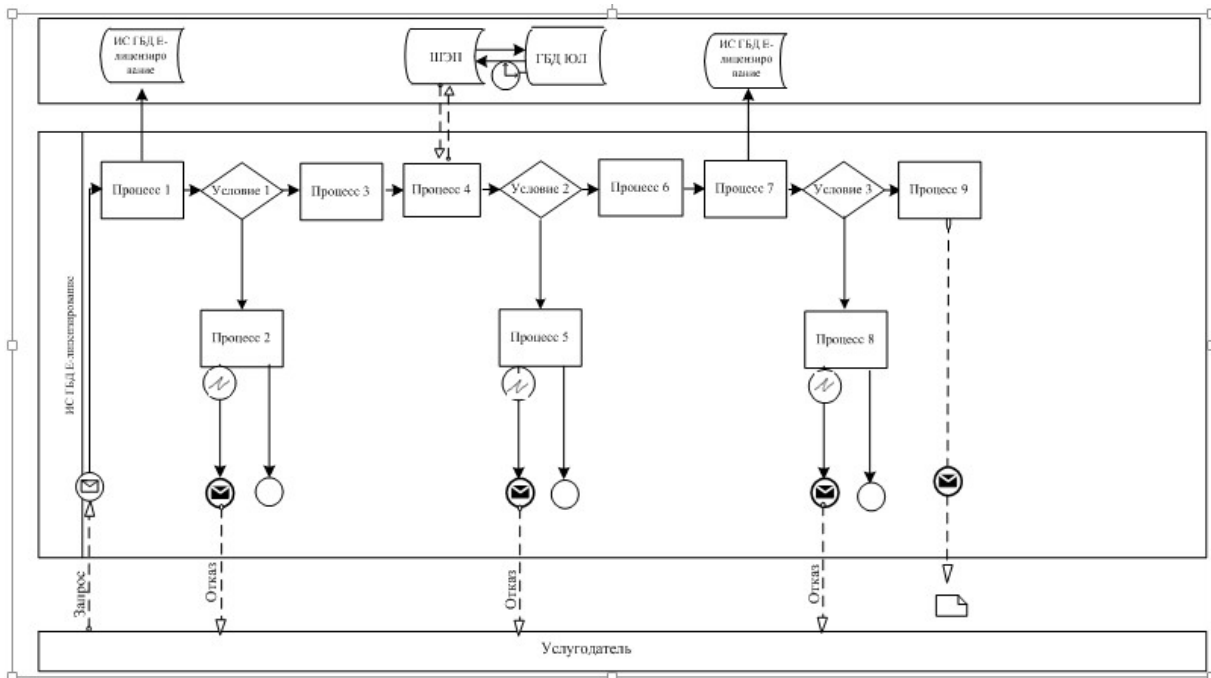 ИС ГБД Е-
лицензиро
вание
ШЭП
ГБД ЮЛ
ИС ГБД Е-
лицензиро
вание
ИС ГБД Е-лицензирование
Процесс 1
Условие 1
Процесс 3
Процесс 4
Условие 2
Процесс 6
Процесс 7
Условие 3
Процесс 9
Процесс 2
Процесс 5
Процесс 8
Запрос
Отказ
Отказ
Отказ
Услугодатель